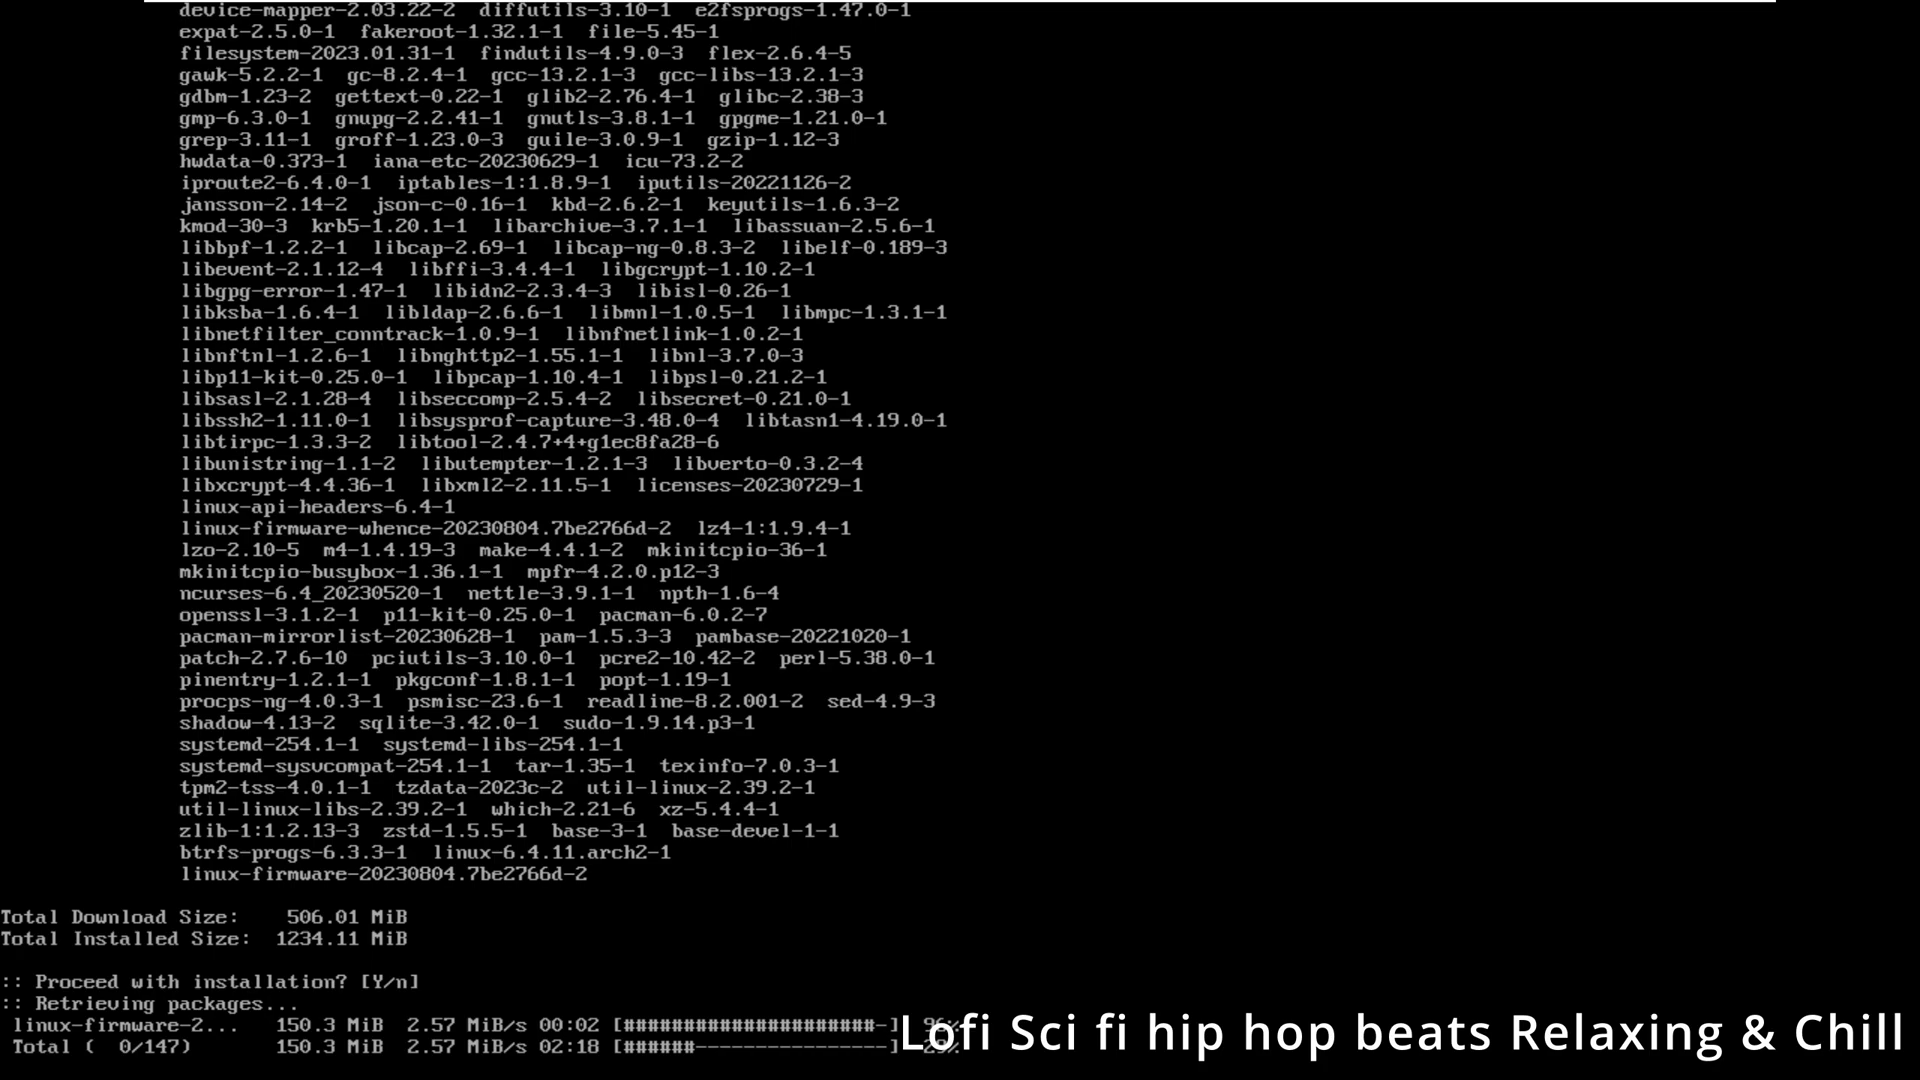 device-mapper-2.03.22-2  diffutils-3.10-1  e2fsprogs-1.47.0-1
expat-2.5.0-1  fakeroot-1.32.1-1  file-5.45-1
filesystem-2023.01.31-1  findutils-4.9.0-3  flex-2.6.4-5
gawk-5.2.2-1  gc-8.2.4-1  gcc-13.2.1-3  gcc-libs-13.2.1-3
gdbm-1.23-2  gettext-0.22-1  glib2-2.76.4-1  glibc-2.38-3
gmp-6.3.0-1  gnupg-2.2.41-1  gnutls-3.8.1-1  gpgme-1.21.0-1
grep-3.11-1  groff-1.23.0-3  guile-3.0.9-1  gzip-1.12-3
hwdata-0.373-1  iana-etc-20230629-1  icu-73.2-2
iproute2-6.4.0-1  iptables-1:1.8.9-1  iputils-20221126-2
jansson-2.14-2  json-c-0.16-1  kbd-2.6.2-1  keyutils-1.6.3-2
kmod-30-3  krb5-1.20.1-1  libarchive-3.7.1-1  libassuan-2.5.6-1
libbpf-1.2.2-1  libcap-2.69-1  libcap-ng-0.8.3-2  libelf-0.189-3
libevent-2.1.12-4  libffi-3.4.4-1  libgcrypt-1.10.2-1
libgpg-error-1.47-1  libidn2-2.3.4-3  libisl-0.26-1
libksba-1.6.4-1  libldap-2.6.6-1  libmnl-1.0.5-1  libmpc-1.3.1-1
libnetfilter_conntrack-1.0.9-1  libnfnetlink-1.0.2-1
libnftnl-1.2.6-1  libnghttp2-1.55.1-1  libnl-3.7.0-3
libp11-kit-0.25.0-1  libpcap-1.10.4-1  libpsl-0.21.2-1
libsasl-2.1.28-4  libseccomp-2.5.4-2  libsecret-0.21.0-1
libssh2-1.11.0-1  libsysprof-capture-3.48.0-4  libtasn1-4.19.0-1
libtirpc-1.3.3-2  libtool-2.4.7+4+g1ec8fa28-6
libunistring-1.1-2  libutempter-1.2.1-3  libverto-0.3.2-4
libxcrypt-4.4.36-1  libxml2-2.11.5-1  licenses-20230729-1
linux-api-headers-6.4-1
linux-firmware-whence-20230804.7be2766d-2  lz4-1:1.9.4-1
lzo-2.10-5  m4-1.4.19-3  make-4.4.1-2  mkinitcpio-36-1
mkinitcpio-busybox-1.36.1-1  mpfr-4.2.0.p12-3
ncurses-6.4_20230520-1  nettle-3.9.1-1  npth-1.6-4
openssl-3.1.2-1  p11-kit-0.25.0-1  pacman-6.0.2-7
pacman-mirrorlist-20230628-1  pam-1.5.3-3  pambase-20221020-1
patch-2.7.6-10  pciutils-3.10.0-1  pcre2-10.42-2  perl-5.38.0-1
pinentry-1.2.1-1  pkgconf-1.8.1-1  popt-1.19-1
procps-ng-4.0.3-1  psmisc-23.6-1  readline-8.2.001-2  sed-4.9-3
shadow-4.13-2  sqlite-3.42.0-1  sudo-1.9.14.p3-1
systemd-254.1-1  systemd-libs-254.1-1
systemd-sysvcompat-254.1-1  tar-1.35-1  texinfo-7.0.3-1
tpm2-tss-4.0.1-1  tzdata-2023c-2  util-linux-2.39.2-1
util-linux-libs-2.39.2-1  which-2.21-6  xz-5.4.4-1
zlib-1:1.2.13-3  zstd-1.5.5-1  base-3-1  base-devel-1-1
btrfs-progs-6.3.3-1  linux-6.4.11.arch2-1
linux-firmware-20230804.7be2766d-2
Total Download Size:    506.01 MiB
Total Installed Size:  1234.11 MiB
:: Proceed with installation? [Y/n]
:: Retrieving packages...
linux-firmware-2...   150.3 MiB  2.57 MiB/s 00:02 [#####################-]
Total (  0/147)       150.3 MiB  2.57 MiB/s 02:18 [######----------------]
Lofi Sci fi hip hop beats Relaxing & Chill